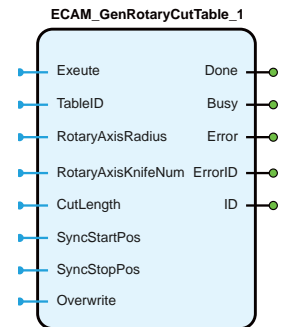 ECAM_GenRotaryCutTable_1
Exeute Done
TableID Busy
RotaryAxisRadius Error
RotaryAxisKnifeNum ErrorID
CutLength ID
SyncStartPos
SyncStopPos
Overwrite